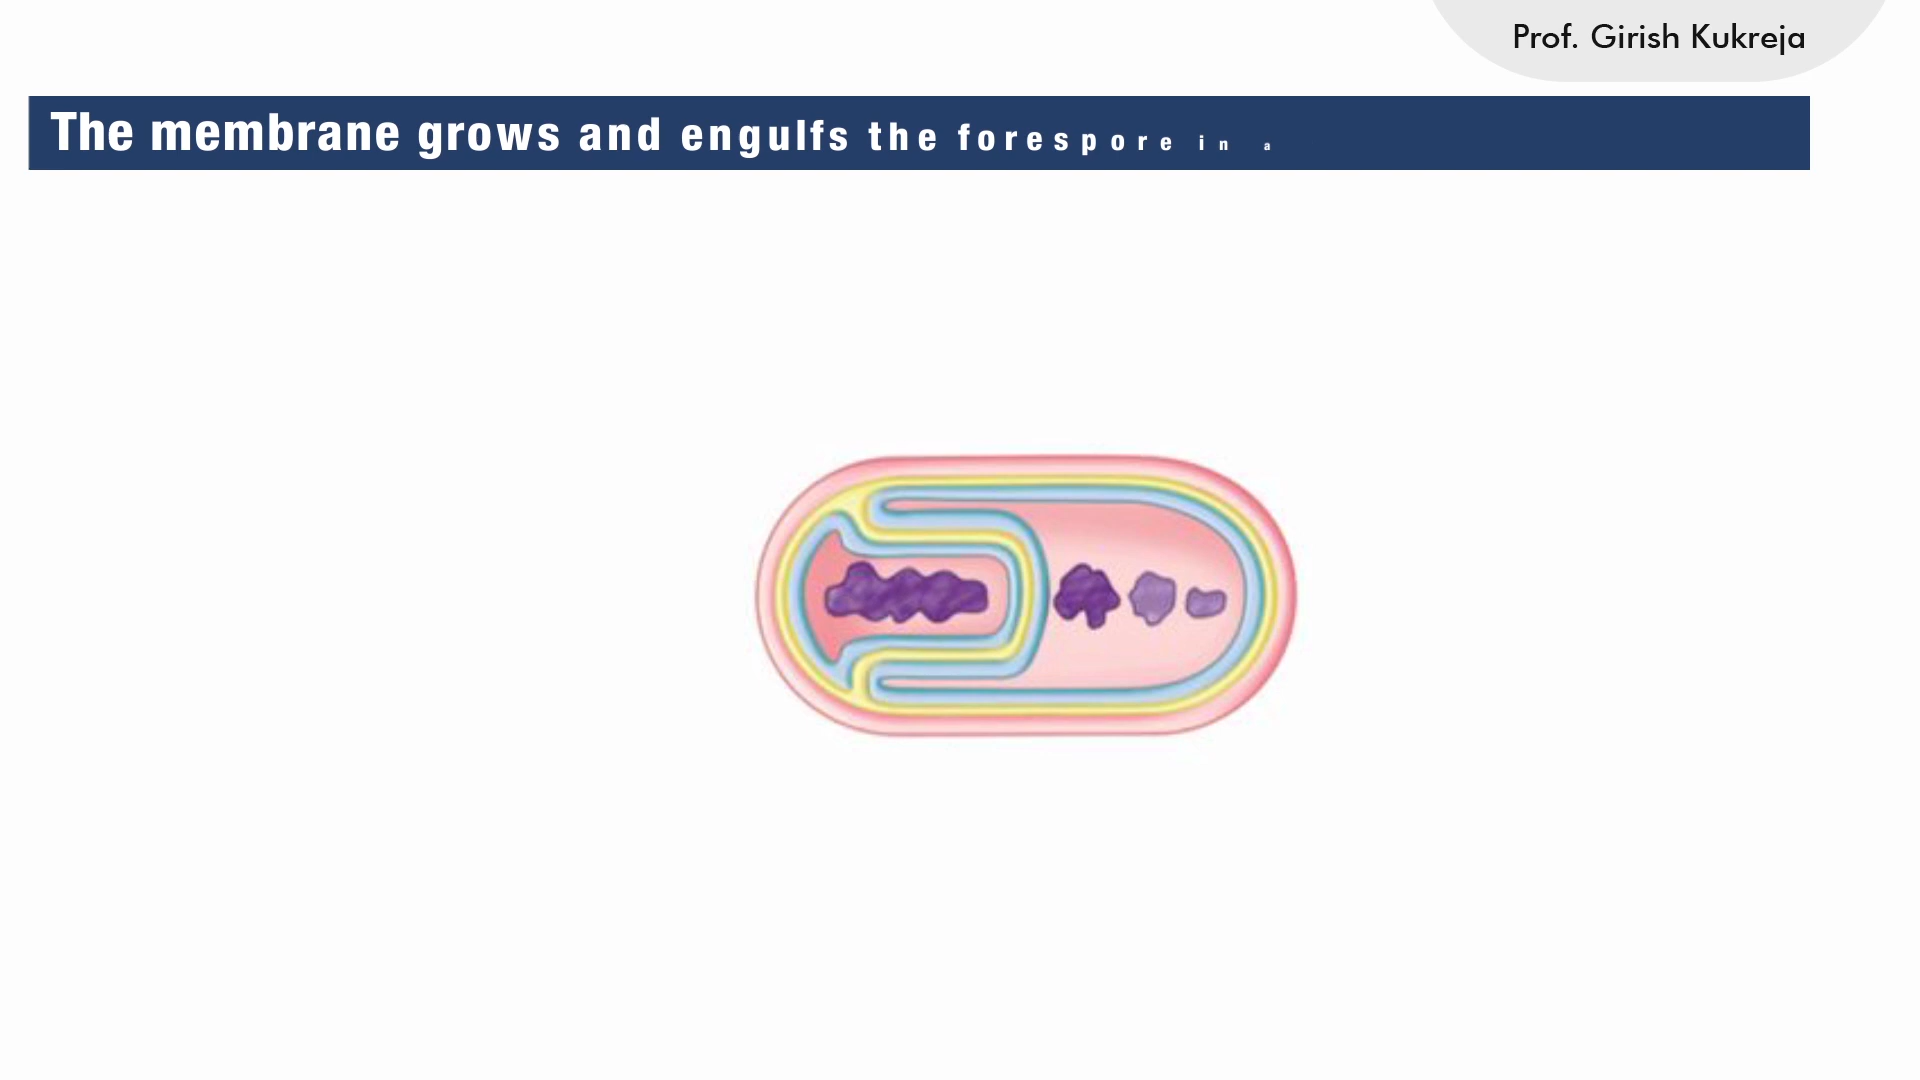 Prof. Girish Kukreja
The membrane grows and engulfs the forespore in a